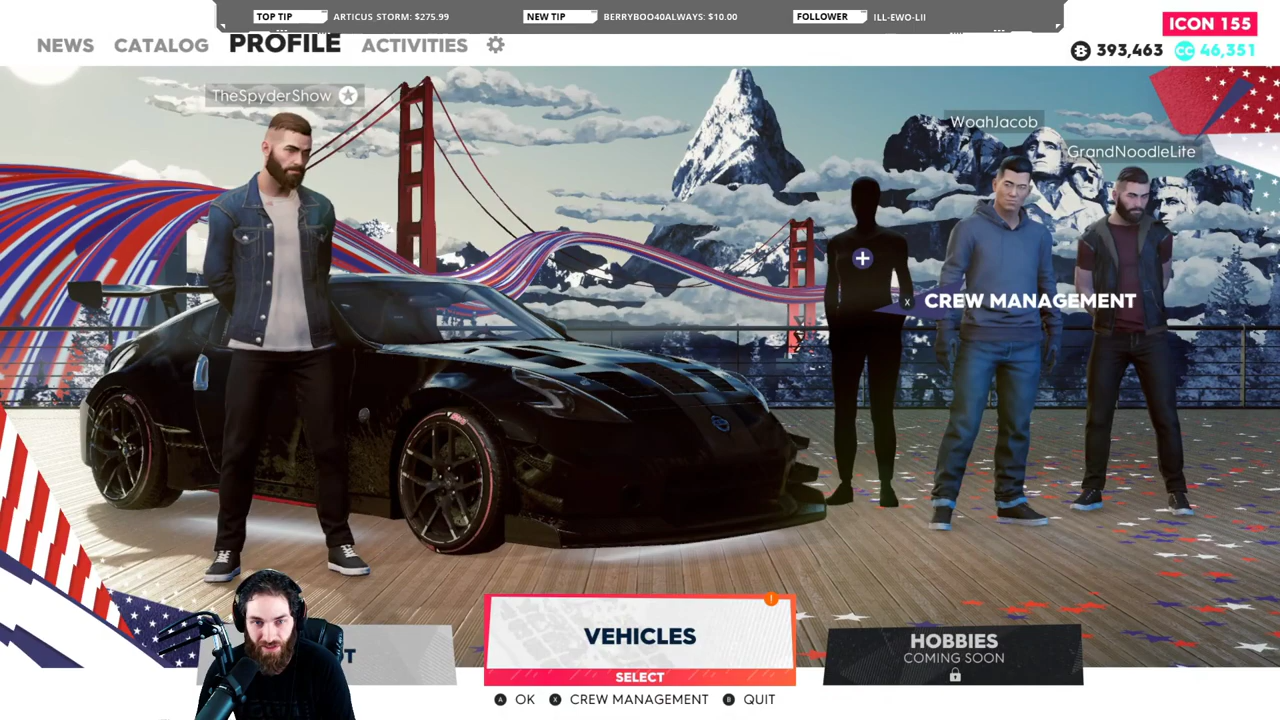 TOP TIP ARTICUS STORM: $275.99 NEW TIP BERRYBOO40ALWAYS: $10.00 FOLLOWER ILL-EWO-LII
ICON 155
NEWS CATALOG PROFILE ACTIVITIES
393,463 CC 46,351
TheSpyderShow
WoahJacob
GrandNoodleLite
X CREW MANAGEMENT
VEHICLES
SELECT
HOBBIES
COMING SOON
A OK X CREW MANAGEMENT B QUIT